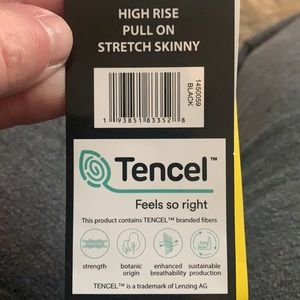 HIGH RISE
PULL ON
STRETCH SKINNY
1450059
BLACK
1 93851 83352 8
Tencel™
Feels so right
This product contains TENCEL™ branded fibers
strength
botanic origin
enhanced breathability
sustainable production
TENCEL™ is a trademark of Lenzing AG